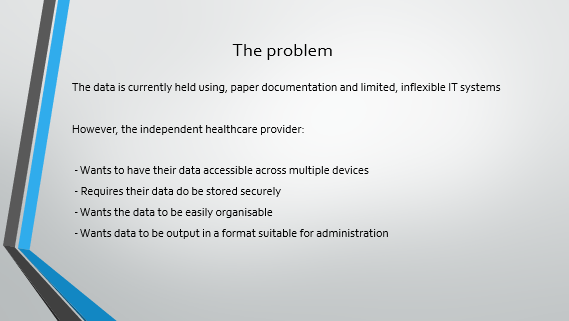 The problem
The data is currently held using, paper documentation and limited, inflexible IT systems
However, the independent healthcare provider:
- Wants to have their data accessible across multiple devices
- Requires their data do be stored securely
- Wants the data to be easily organisable
- Wants data to be output in a format suitable for administration